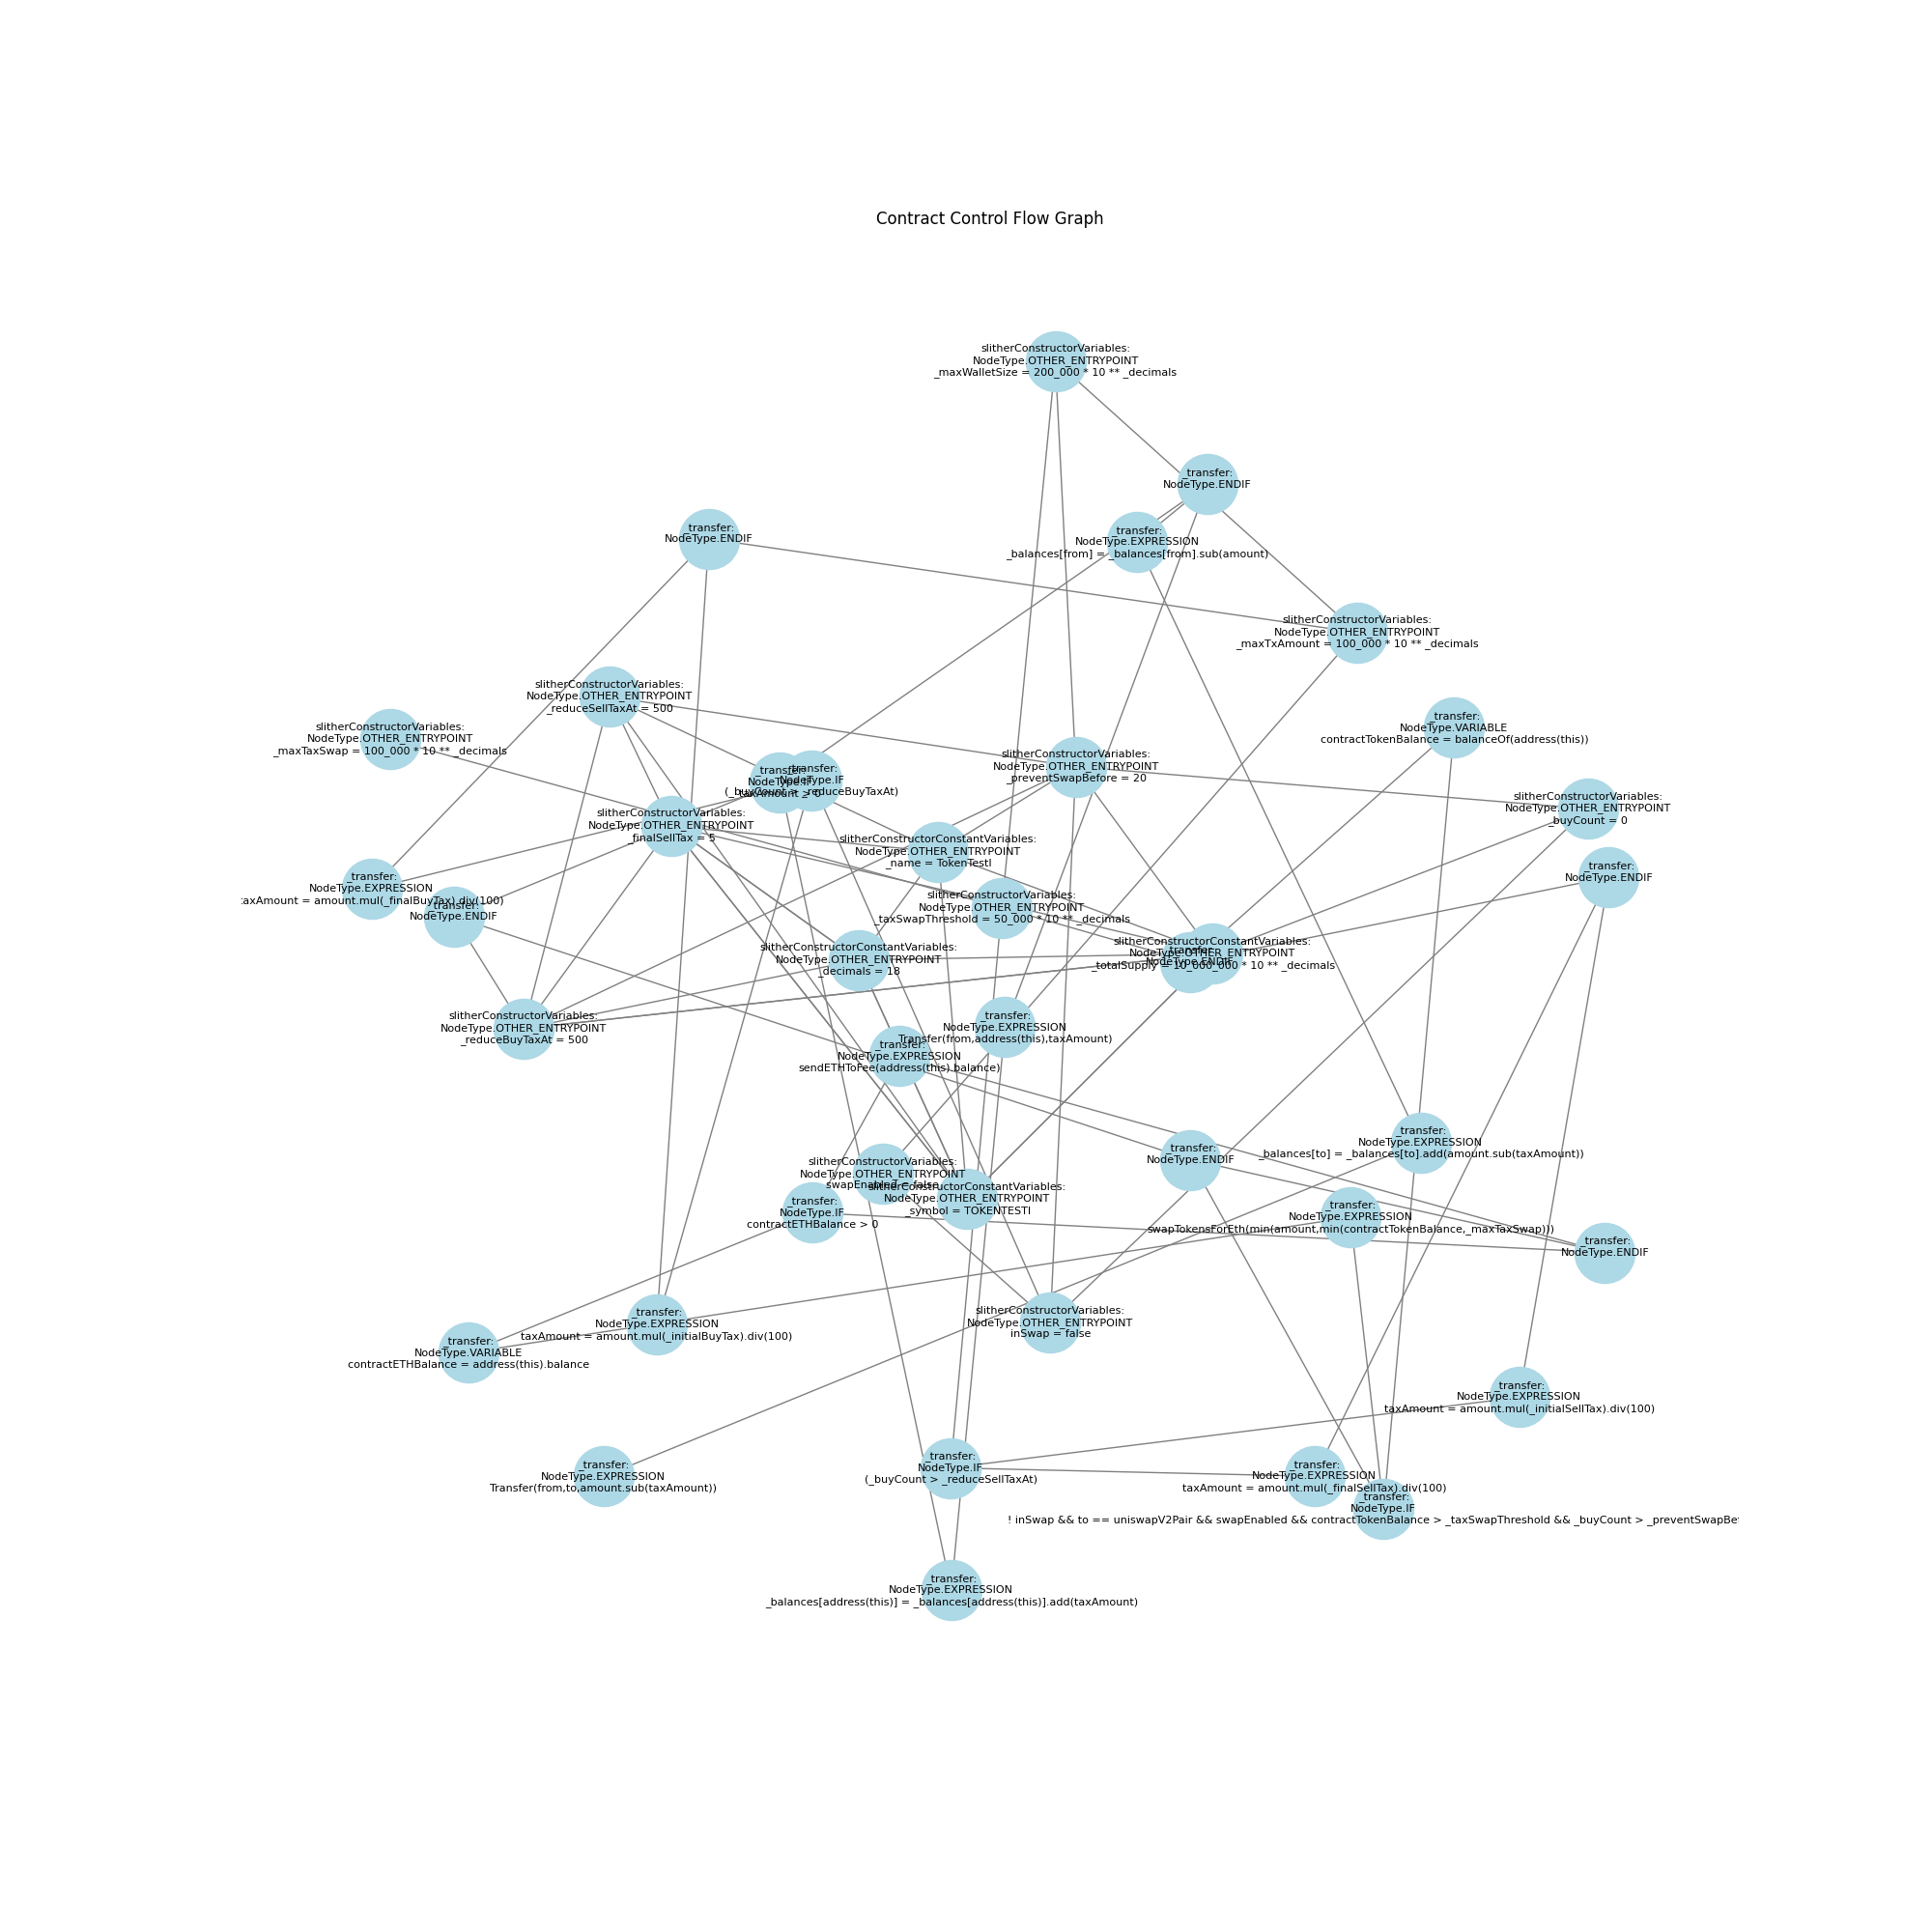 Contract Control Flow Graph
slitherConstructorVariables:
NodeType.OTHER_ENTRYPOINT
_maxWalletSize = 200_000 * 10 ** _decimals
_transfer:
NodeType.ENDIF
_transfer:
NodeType.ENDIF
_transfer:
NodeType.EXPRESSION
_balances[from] = _balances[from].sub(amount)
slitherConstructorVariables:
NodeType.OTHER_ENTRYPOINT
_maxTxAmount = 100_000 * 10 ** _decimals
slitherConstructorVariables:
NodeType.OTHER_ENTRYPOINT
_reduceSellTaxAt = 500
slitherConstructorVariables:
NodeType.OTHER_ENTRYPOINT
_maxTaxSwap = 100_000 * 10 ** _decimals
_transfer:
NodeType.VARIABLE
contractTokenBalance = balanceOf(address(this))
slitherConstructorVariables:
NodeType.OTHER_ENTRYPOINT
_preventSwapBefore = 20
_transfer:
NodeType.IF
taxAmount > 0
_transfer:
NodeType.IF
(_buyCount > _reduceBuyTaxAt)
slitherConstructorVariables:
NodeType.OTHER_ENTRYPOINT
_buyCount = 0
slitherConstructorVariables:
NodeType.OTHER_ENTRYPOINT
_finalSellTax = 5
slitherConstructorConstantVariables:
NodeType.OTHER_ENTRYPOINT
_name = TokenTestI
_transfer:
NodeType.ENDIF
_transfer:
NodeType.EXPRESSION
taxAmount = amount.mul(_finalBuyTax).div(100)
_transfer:
NodeType.ENDIF
slitherConstructorVariables:
NodeType.OTHER_ENTRYPOINT
_taxSwapThreshold = 50_000 * 10 ** _decimals
slitherConstructorConstantVariables:
NodeType.OTHER_ENTRYPOINT
_decimals = 18
slitherConstructorConstantVariables:
NodeType.OTHER_ENTRYPOINT
_totalSupply = 10_000_000 * 10 ** _decimals
_transfer:
NodeType.ENDIF
slitherConstructorVariables:
NodeType.OTHER_ENTRYPOINT
_reduceBuyTaxAt = 500
_transfer:
NodeType.EXPRESSION
Transfer(from,address(this),taxAmount)
_transfer:
NodeType.EXPRESSION
sendETHToFee(address(this).balance)
_transfer:
NodeType.EXPRESSION
_balances[to] = _balances[to].add(amount.sub(taxAmount))
_transfer:
NodeType.ENDIF
slitherConstructorVariables:
NodeType.OTHER_ENTRYPOINT
swapEnabled = false
slitherConstructorConstantVariables:
NodeType.OTHER_ENTRYPOINT
_symbol = TOKENTESTI
_transfer:
NodeType.IF
contractETHBalance > 0
_transfer:
NodeType.EXPRESSION
swapTokensForEth(min(amount,min(contractTokenBalance,_maxTaxSwap)))
_transfer:
NodeType.ENDIF
slitherConstructorVariables:
NodeType.OTHER_ENTRYPOINT
inSwap = false
_transfer:
NodeType.EXPRESSION
taxAmount = amount.mul(_initialBuyTax).div(100)
_transfer:
NodeType.VARIABLE
contractETHBalance = address(this).balance
_transfer:
NodeType.EXPRESSION
taxAmount = amount.mul(_initialSellTax).div(100)
_transfer:
NodeType.IF
(_buyCount > _reduceSellTaxAt)
_transfer:
NodeType.EXPRESSION
Transfer(from,to,amount.sub(taxAmount))
_transfer:
NodeType.EXPRESSION
taxAmount = amount.mul(_finalSellTax).div(100)
_transfer:
NodeType.IF
! inSwap && to == uniswapV2Pair && swapEnabled && contractTokenBalance > _taxSwapThreshold && _buyCount > _preventSwapBe
_transfer:
NodeType.EXPRESSION
_balances[address(this)] = _balances[address(this)].add(taxAmount)